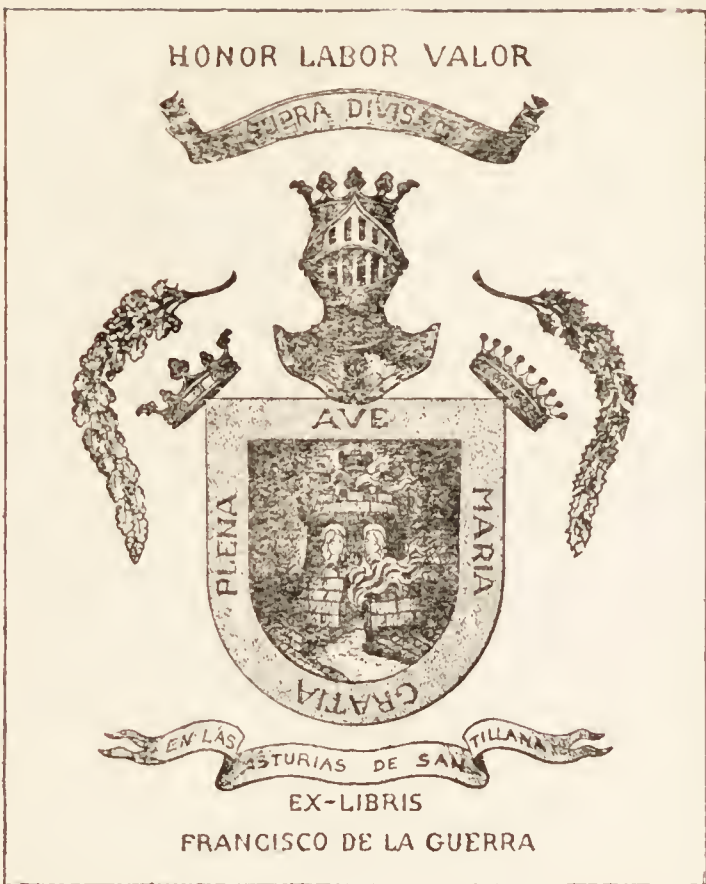 HONOR LABOR VALOR
SUPRA DIVISAS
AVE
MARIA
GRATIA
PLENA
EN LAS
ASTURIAS DE SAN
TILLANA
EX-LIBRIS
FRANCISCO DE LA GUERRA